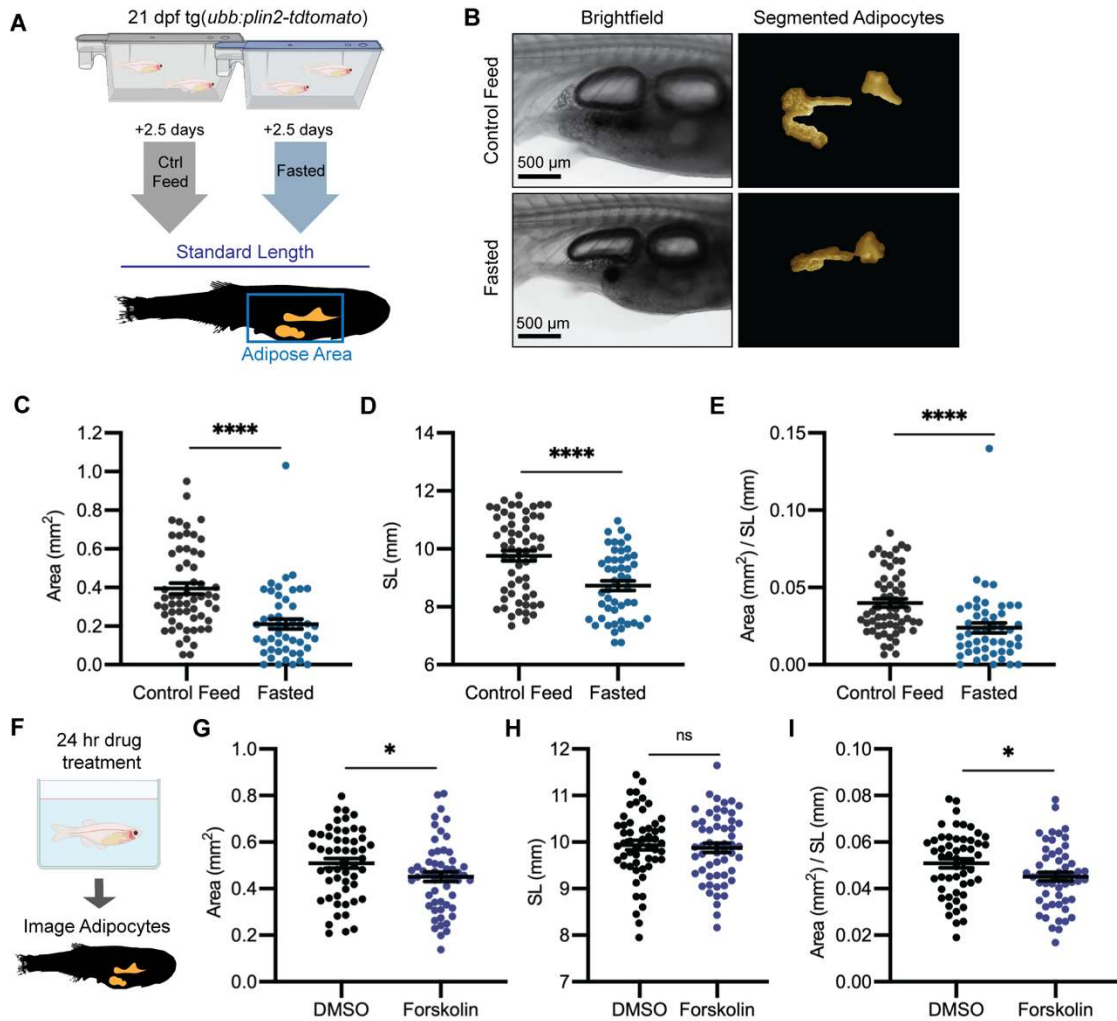 A
21 dpf tg(ubb:plin2-tdtomato)
+2.5 days
+2.5 days
Ctrl
Feed
Fasted
Standard Length
Adipose Area
B
Brightfield
Segmented Adipocytes
Control Feed
500 µm
Fasted
500 µm
C
****
Area (mm²)
1.2
1.0
0.8
0.6
0.4
0.2
0.0
Control Feed
Fasted
D
****
SL (mm)
14
12
10
8
6
Control Feed
Fasted
E
****
Area (mm²) / SL (mm)
0.15
0.10
0.05
0.00
Control Feed
Fasted
F
24 hr drug
treatment
Image Adipocytes
G
*
Area (mm²)
1.0
0.8
0.6
0.4
0.2
0.0
DMSO
Forskolin
H
ns
SL (mm)
12
11
10
9
8
7
DMSO
Forskolin
I
*
Area (mm²) / SL (mm)
0.10
0.08
0.06
0.04
0.02
0.00
DMSO
Forskolin